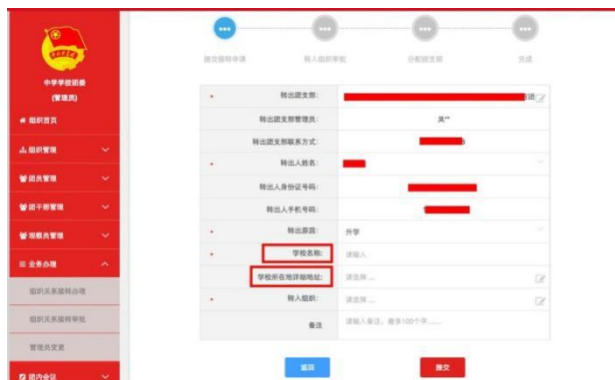 中学学校团委
(管理员)
组织首页
组织管理
团员管理
团干部管理
观察员管理
业务办理
组织关系接转办理
组织关系接转审批
管理员变更
团内会议
提交接转申请
转入组织审批
分配团支部
完成
* 转出团支部:
转出团支部管理员: 吴**
转出团支部联系方式:
* 转出人姓名:
转出人身份证号码:
转出人手机号码:
* 转出原因: 升学
* 学校名称: 请输入
学校所在地详细地址: 请选择 ...
* 转入组织: 请选择 ...
备注 请输入备注, 最多100个字......
返回
提交